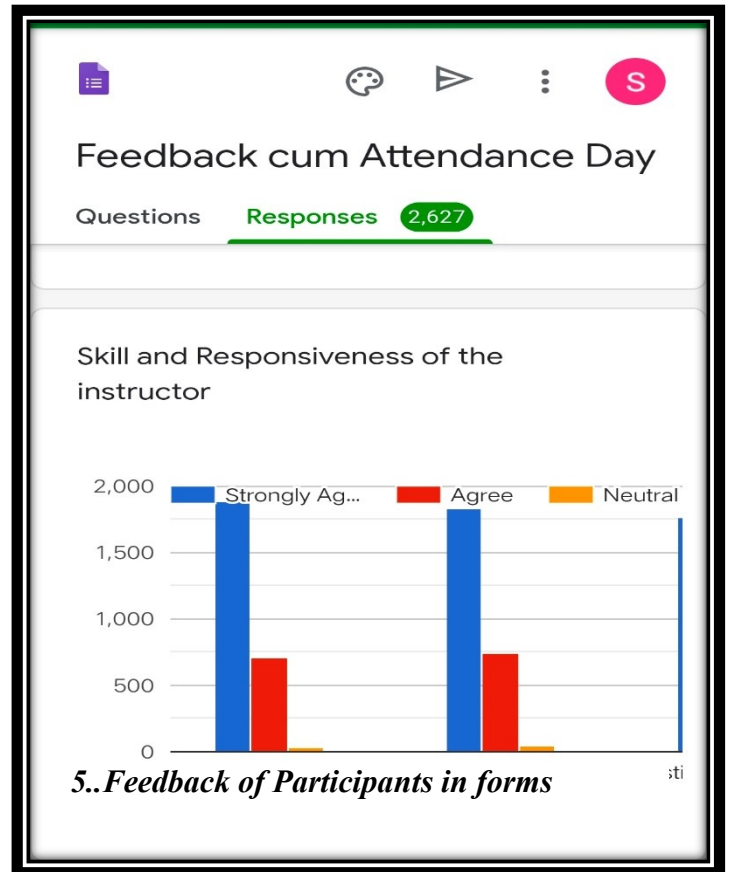 S
Feedback cum Attendance Day
Questions Responses 2,627
Skill and Responsiveness of the
instructor
2,000 Strongly Ag... Agree Neutral
1,500
1,000
500
0
5..Feedback of Participants in forms
sti